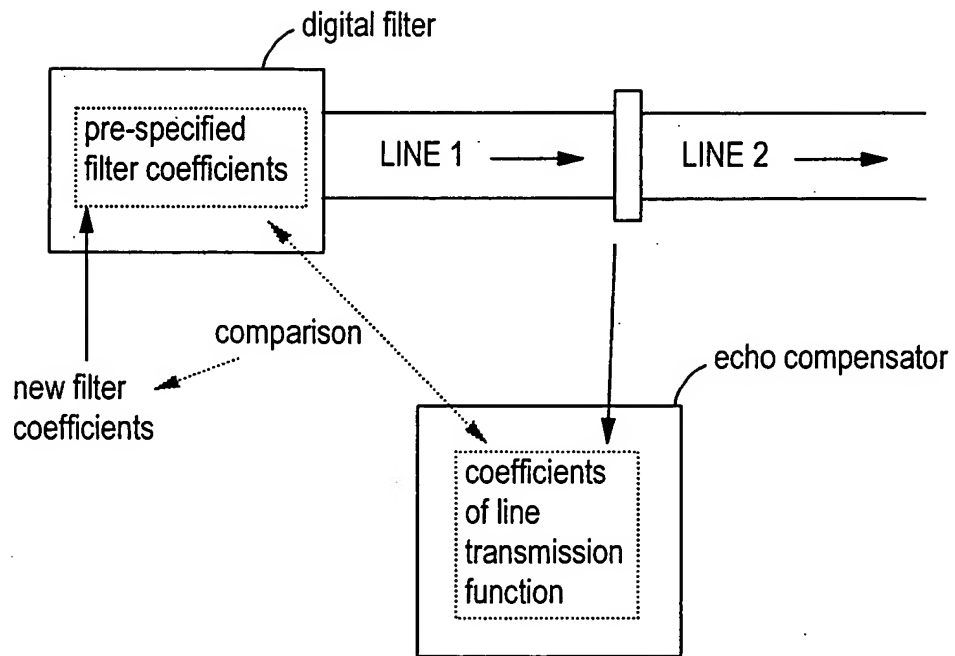 digital filter
pre-specified
filter coefficients
LINE 1
LINE 2
comparison
new filter
coefficients
echo compensator
coefficients
of line
transmission
function